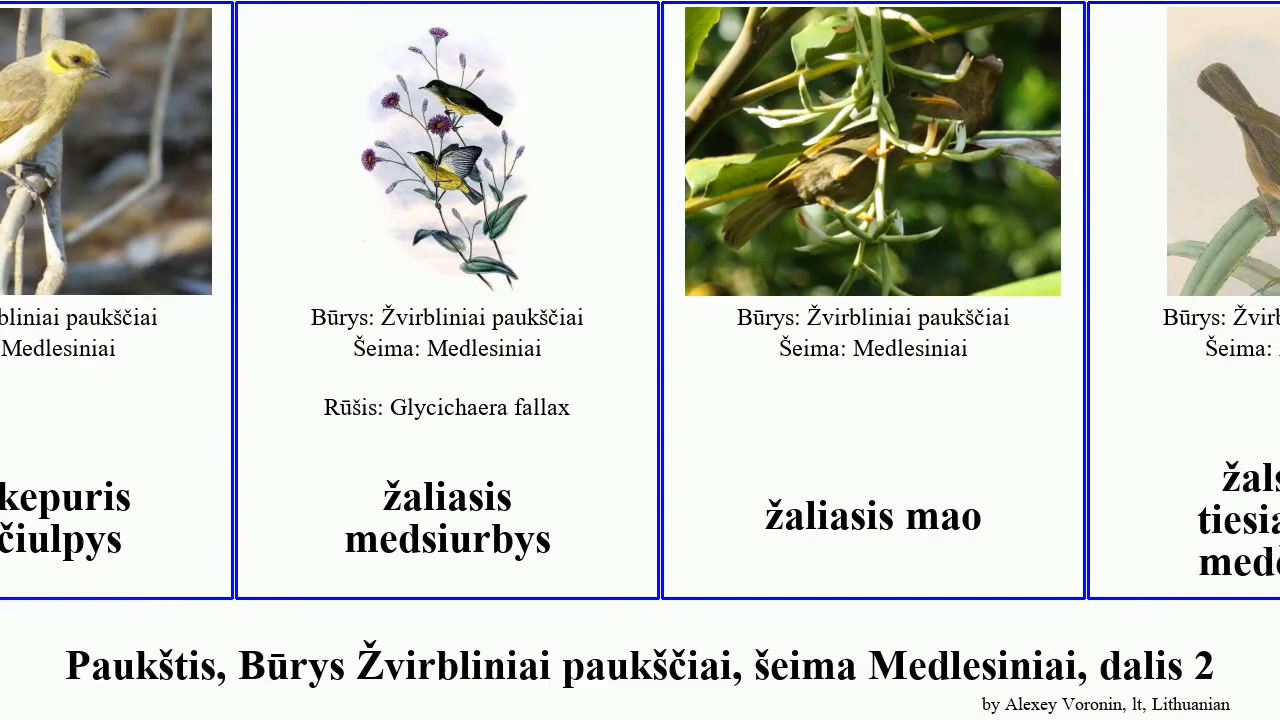 bliniai paukščiai
Medlesiniai
kepuris
čiulpys
Būrys: Žvirbliniai paukščiai
Šeima: Medlesiniai
Rūšis: Glycichaera fallax
žaliasis
medsiurbys
Būrys: Žvirbliniai paukščiai
Šeima: Medlesiniai
žaliasis mao
Būrys: Žvirb
Šeima:
žals
tiesia
medč
Paukštis, Būrys Žvirbliniai paukščiai, šeima Medlesiniai, dalis 2
by Alexey Voronin, lt, Lithuanian